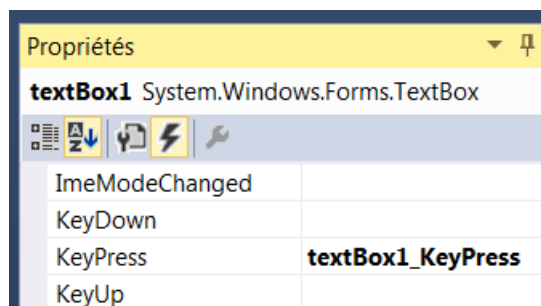 Propriétés
textBox1 System.Windows.Forms.TextBox
ImeModeChanged
KeyDown
KeyPress textBox1_KeyPress
KeyUp